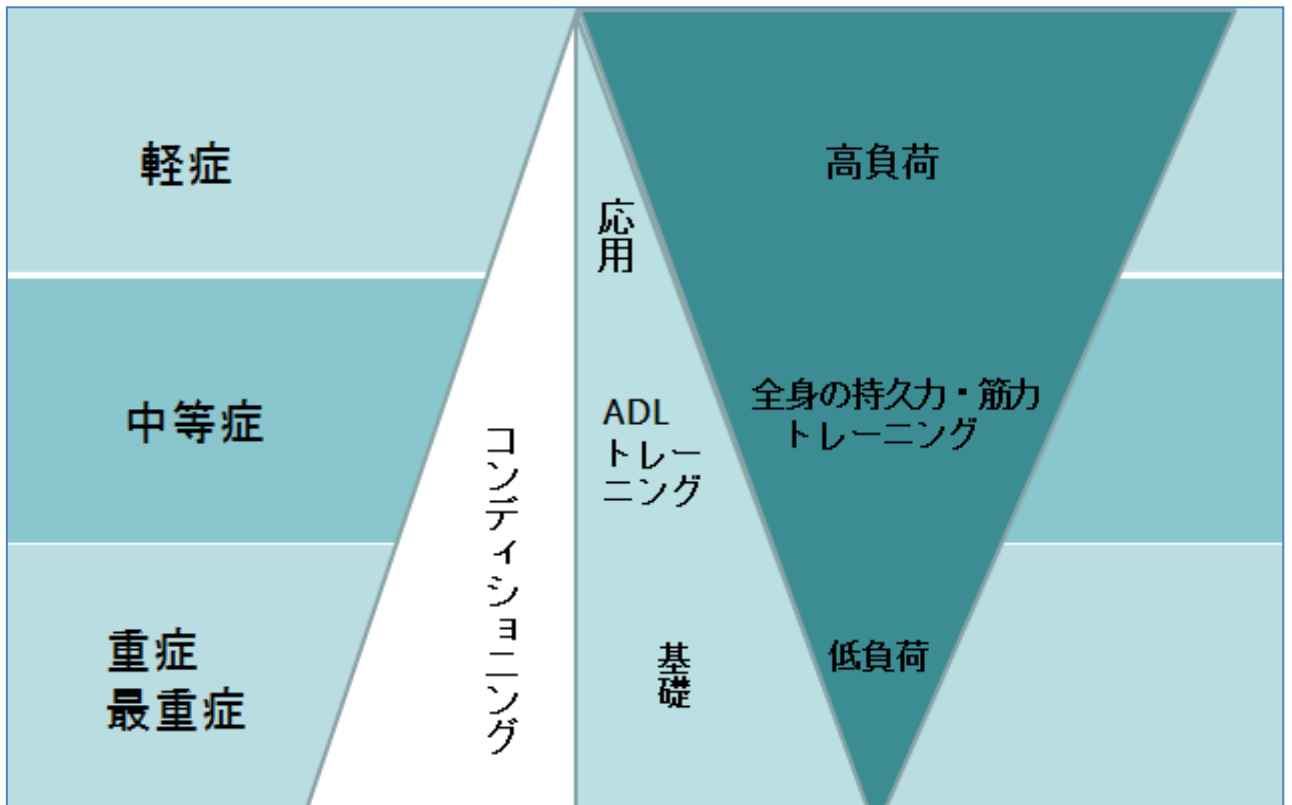 軽症
中等症
重症
最重症
コンディショニング
応用
ADL
トレー
ニング
基礎
高負荷
全身の持久力・筋力
トレーニング
低負荷